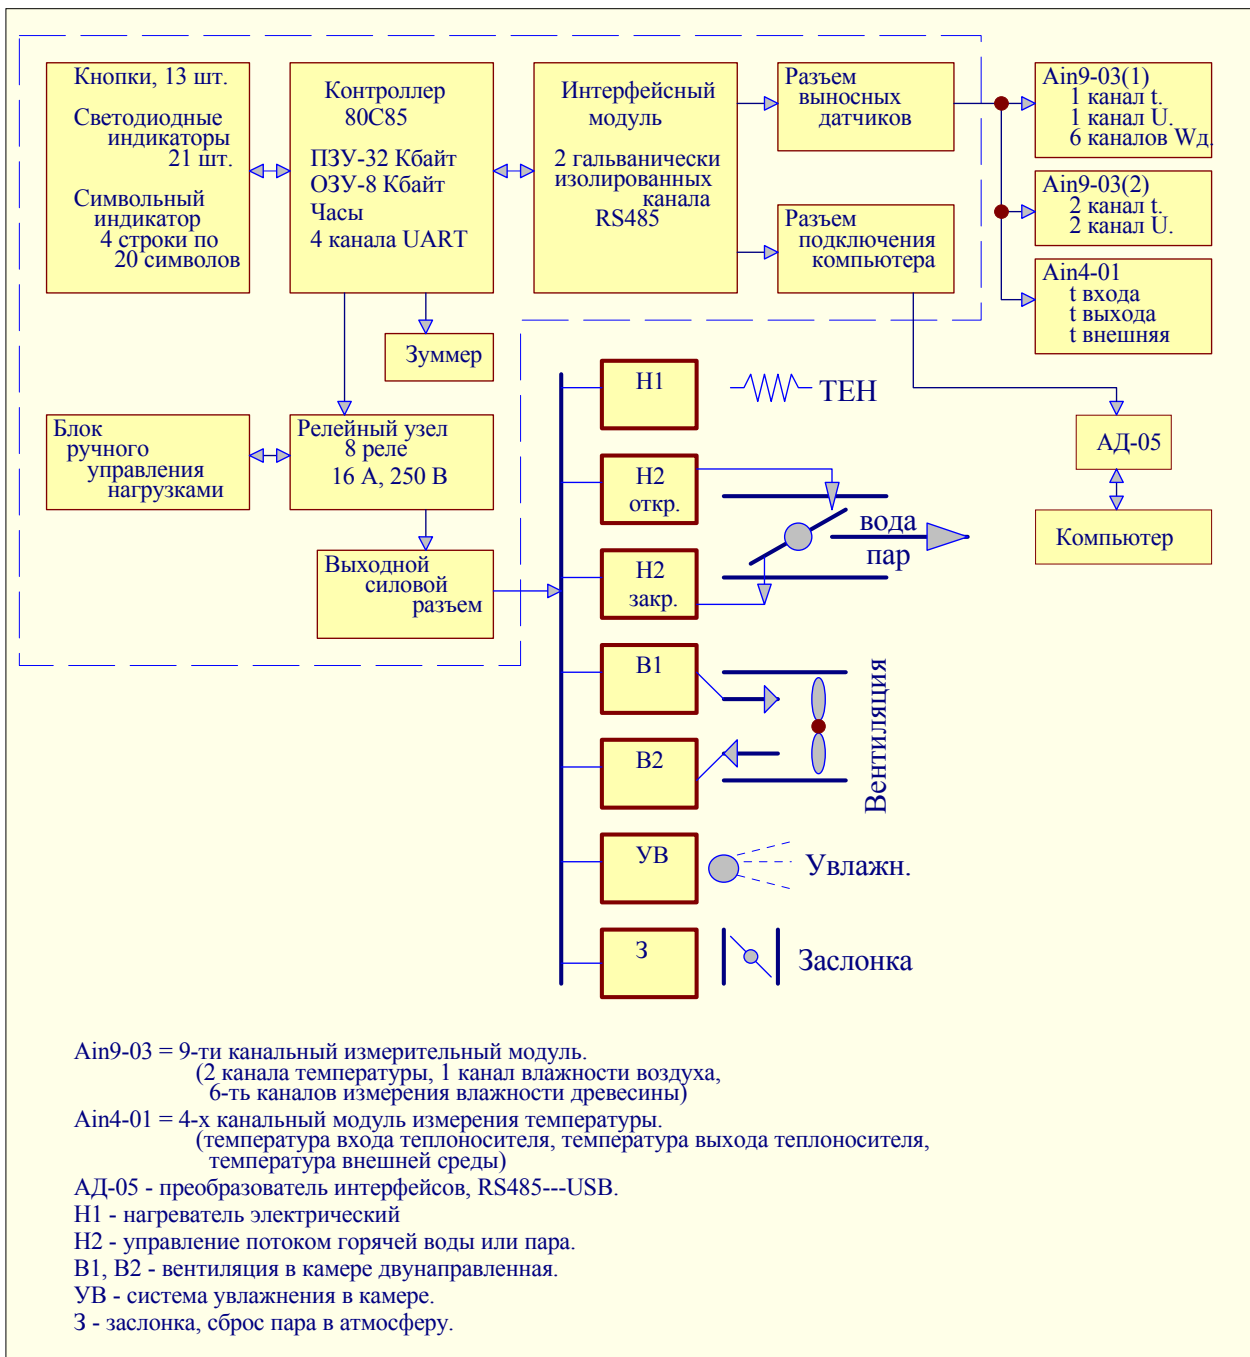 Кнопки, 13 шт.
Светодиодные
индикаторы
21 шт.
Символьный
индикатор
4 строки по
20 символов
Контроллер
80С85
ПЗУ-32 Кбайт
ОЗУ-8 Кбайт
Часы
4 канала UART
Интерфейсный
модуль
2 гальванически
изолированных
канала
RS485
Разъем
выносных
датчиков
Разъем
подключения
компьютера
Ain9-03(1)
1 канал t.
1 канал U.
6 каналов Wд.
Ain9-03(2)
2 канал t.
2 канал U.
Ain4-01
t входа
t выхода
t внешняя
Зуммер
Блок
ручного
управления
нагрузками
Релейный узел
8 реле
16 А, 250 В
Выходной
силовой
разъем
Н1
ТЕН
Н2
откр.
Н2
закр.
вода
пар
АД-05
Компьютер
В1
В2
Вентиляция
УВ
Увлажн.
З
Заслонка
Ain9-03 = 9-ти канальный измерительный модуль.
(2 канала температуры, 1 канал влажности воздуха,
6-ть каналов измерения влажности древесины)
Ain4-01 = 4-х канальный модуль измерения температуры.
(температура входа теплоносителя, температура выхода теплоносителя,
температура внешней среды)
АД-05 - преобразователь интерфейсов, RS485---USB.
Н1 - нагреватель электрический
Н2 - управление потоком горячей воды или пара.
В1, В2 - вентиляция в камере двунаправленная.
УВ - система увлажнения в камере.
З - заслонка, сброс пара в атмосферу.